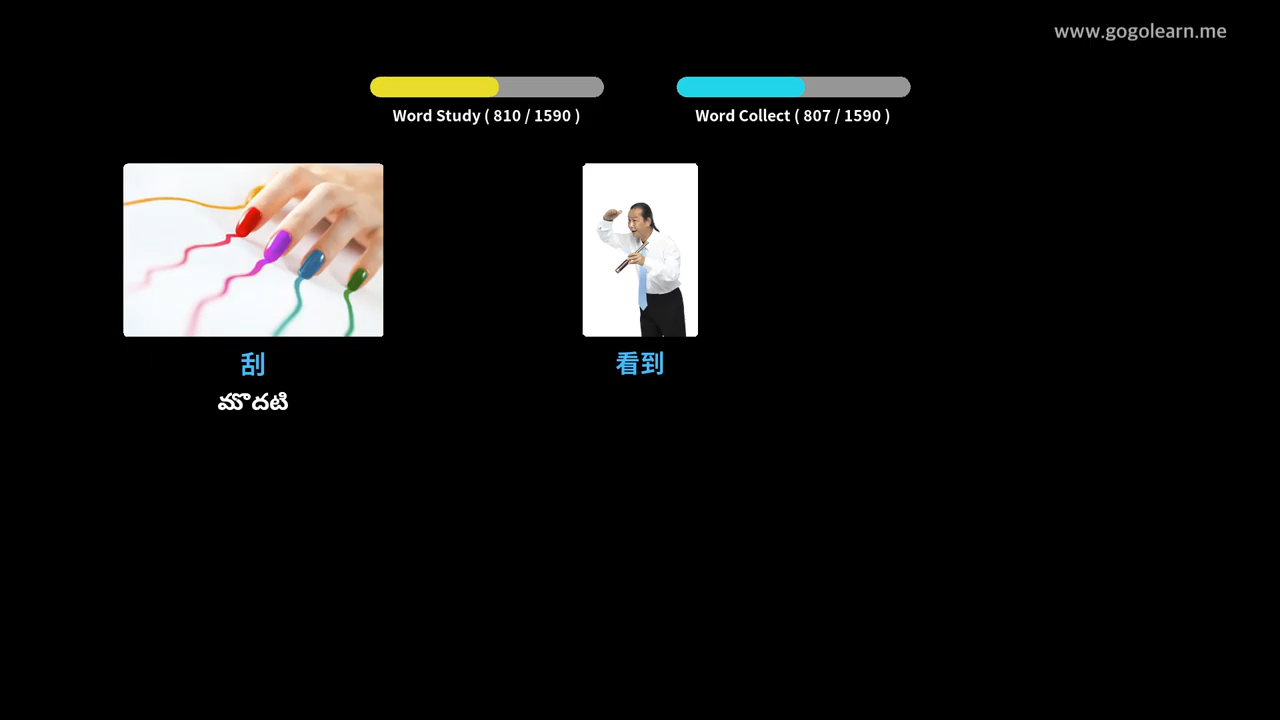 www.gogolearn.me
Word Study ( 810 / 1590 )
Word Collect ( 807 / 1590 )
刮
మొదటి
看到